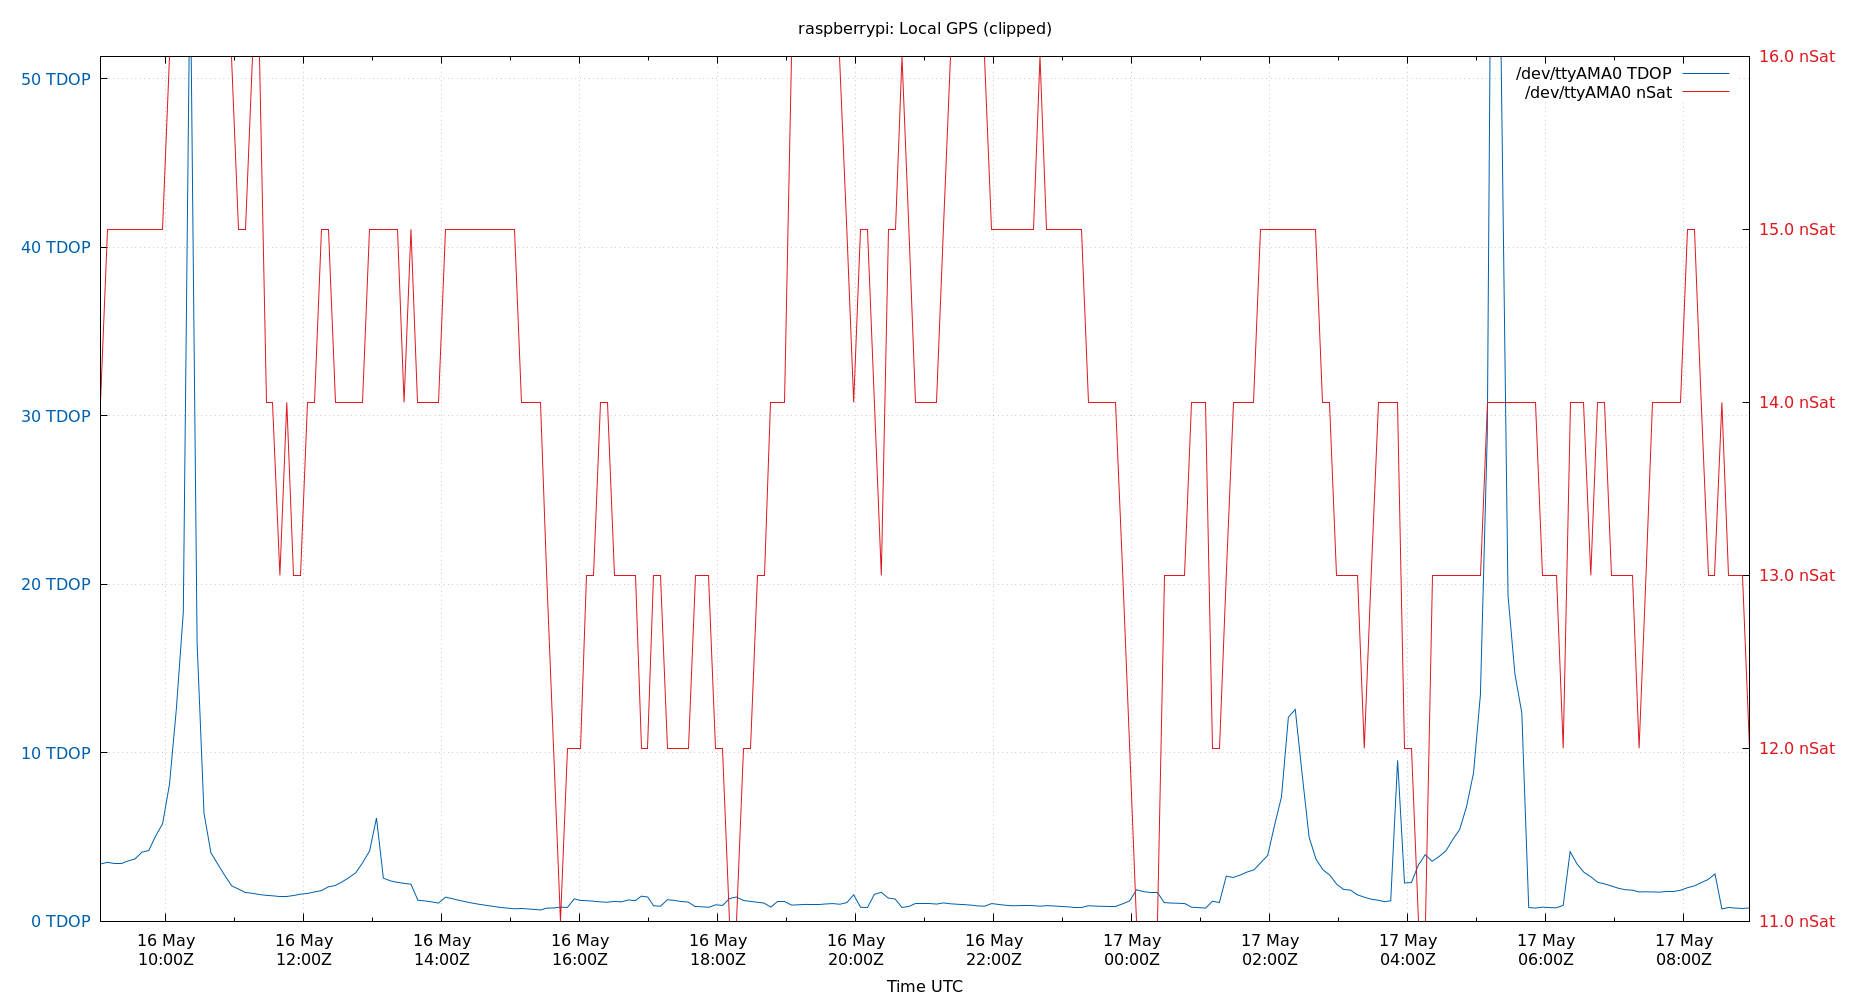 raspberrypi: Local GPS (clipped)
50 TDOP
40 TDOP
30 TDOP
20 TDOP
10 TDOP
0 TDOP
16.0 nSat
15.0 nSat
14.0 nSat
13.0 nSat
12.0 nSat
11.0 nSat
/dev/ttyAMA0 TDOP
/dev/ttyAMA0 nSat
16 May
10:00Z
16 May
12:00Z
16 May
14:00Z
16 May
16:00Z
16 May
18:00Z
16 May
20:00Z
16 May
22:00Z
17 May
00:00Z
17 May
02:00Z
17 May
04:00Z
17 May
06:00Z
17 May
08:00Z
Time UTC